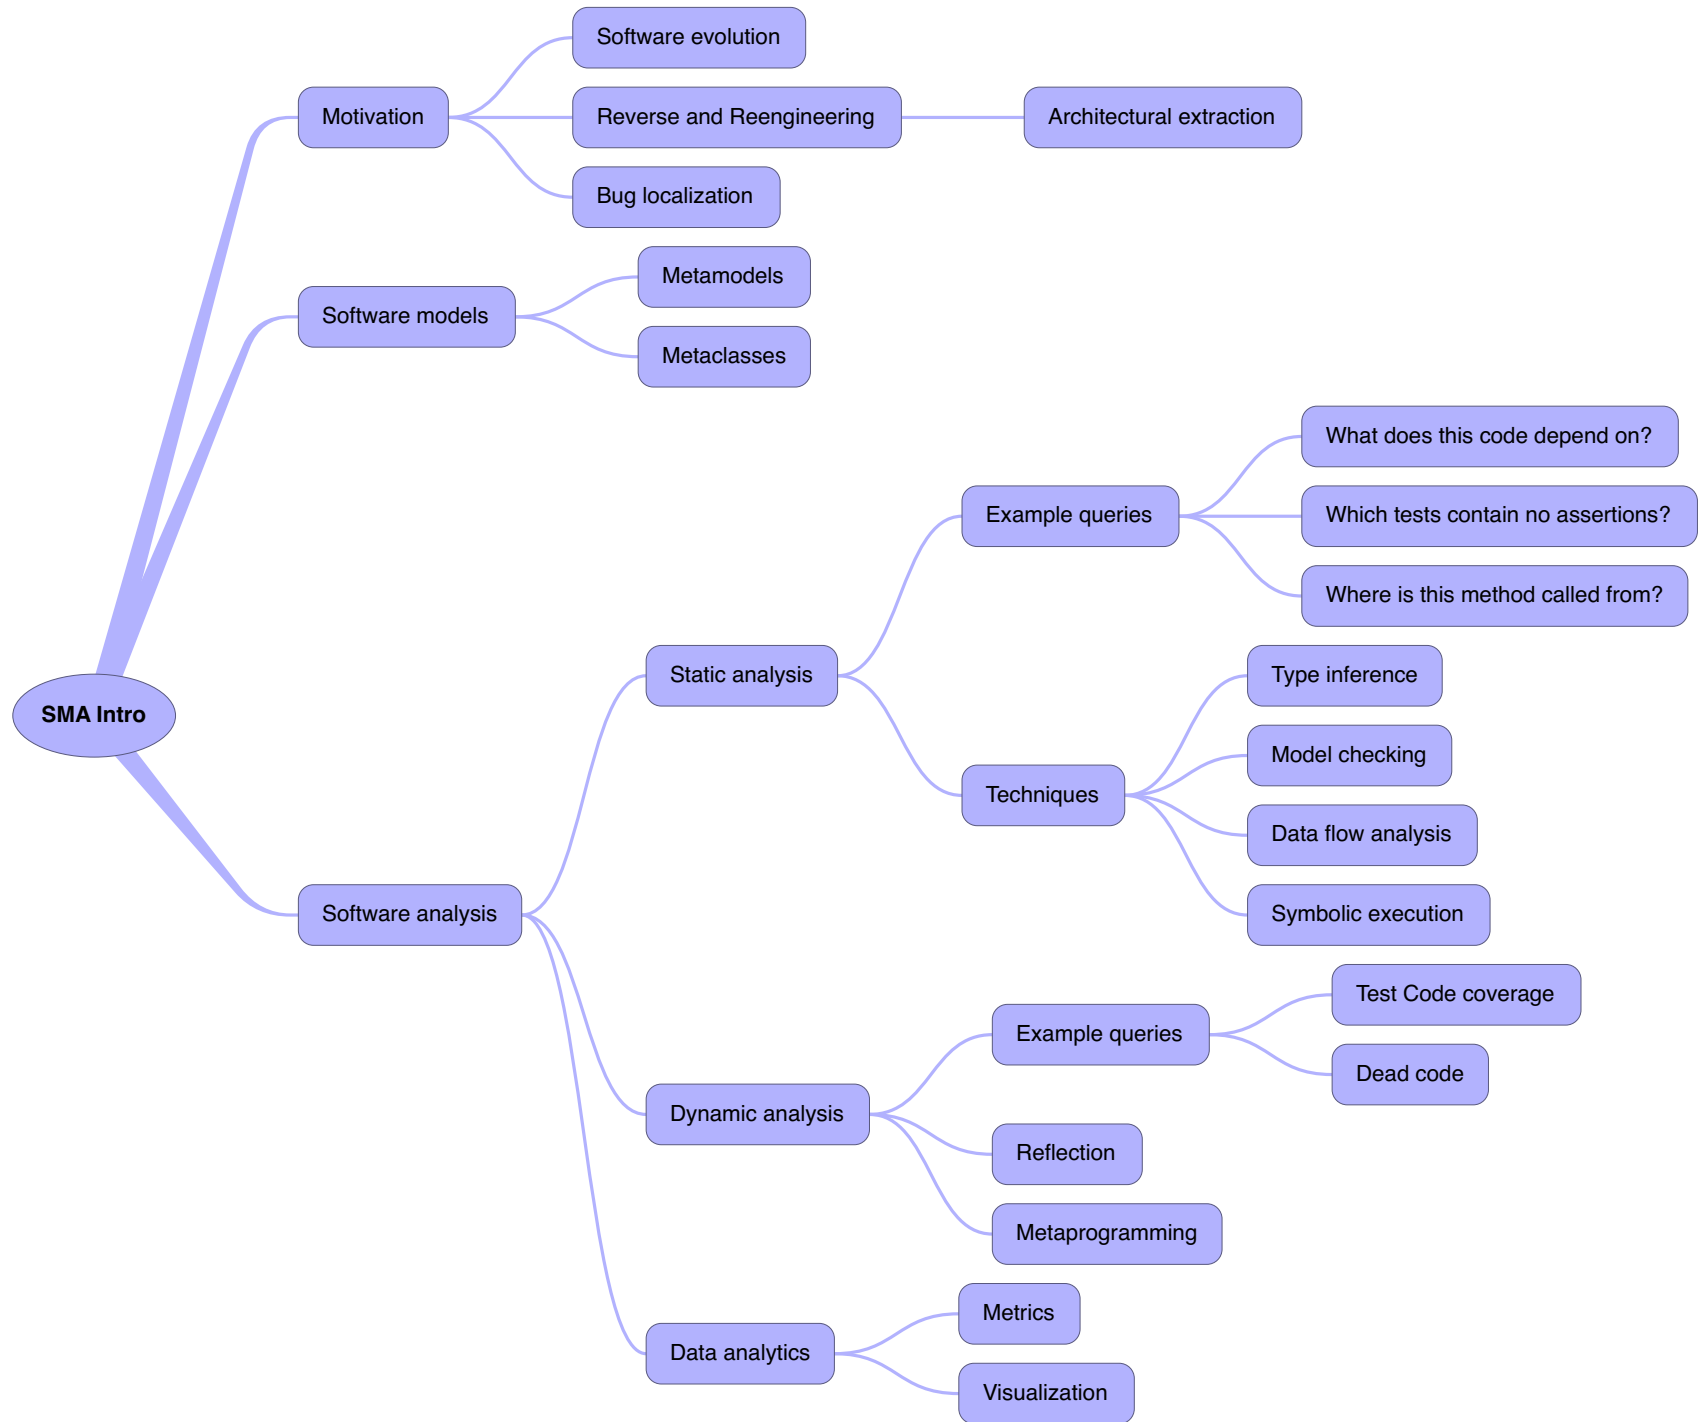 SMA Intro
Motivation
Software evolution
Reverse and Reengineering
Architectural extraction
Bug localization
Software models
Metamodels
Metaclasses
Software analysis
Static analysis
Example queries
What does this code depend on?
Which tests contain no assertions?
Where is this method called from?
Techniques
Type inference
Model checking
Data flow analysis
Symbolic execution
Dynamic analysis
Example queries
Test Code coverage
Dead code
Reflection
Metaprogramming
Data analytics
Metrics
Visualization